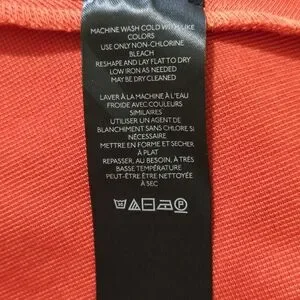 MACHINE WASH COLD WITH LIKE
COLORS
USE ONLY NON-CHLORINE
BLEACH
RESHAPE AND LAY FLAT TO DRY
LOW IRON AS NEEDED
MAY BE DRY CLEANED
LAVER À LA MACHINE À L'EAU
FROIDE AVEC COULEURS
SIMILAIRES
UTILISER UN AGENT DE
BLANCHIMENT SANS CHLORE SI
NÉCESSAIRE
METTRE EN FORME ET SÉCHER
À PLAT
REPASSER, AU BESOIN, À TRÈS
BASSE TEMPÉRATURE
PEUT-ÊTRE ÊTRE NETTOYÉE
À SEC
P